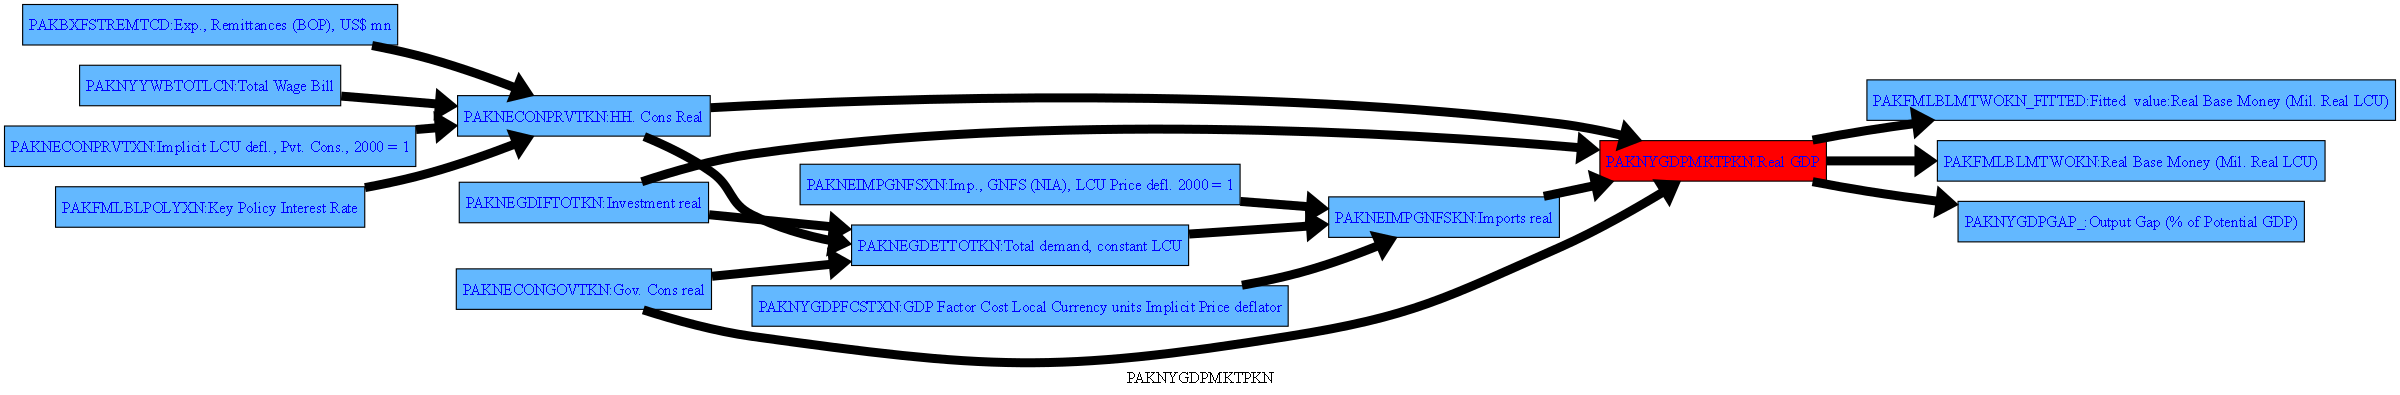 PAKBXFSTREMTCD:Exp., Remittances (BOP), US$ mn
PAKNYYWBTOTLCN:Total Wage Bill
PAKNECONPRVTXN:Implicit LCU defl., Pvt. Cons., 2000 = 1
PAKFMLBLPOLYXN:Key Policy Interest Rate
PAKNECONPRVTKN:HH. Cons Real
PAKNEGDIFTOTKN:Investment real
PAKNECONGOVTKN:Gov. Cons real
PAKNEIMPGNFSXN:Imp., GNFS (NIA), LCU Price defl. 2000 = 1
PAKNEGDETTOTKN:Total demand, constant LCU
PAKNYGDPFCSTXN:GDP Factor Cost Local Currency units Implicit Price deflator
PAKNEIMPGNFSKN:Imports real
PAKNYGDPMKTPKN:Real GDP
PAKFMLBLMTWOKN_FITTED:Fitted value:Real Base Money (Mil. Real LCU)
PAKFMLBLMTWOKN:Real Base Money (Mil. Real LCU)
PAKNYGDPGAP_:Output Gap (% of Potential GDP)
PAKNYGDPMKTPKN